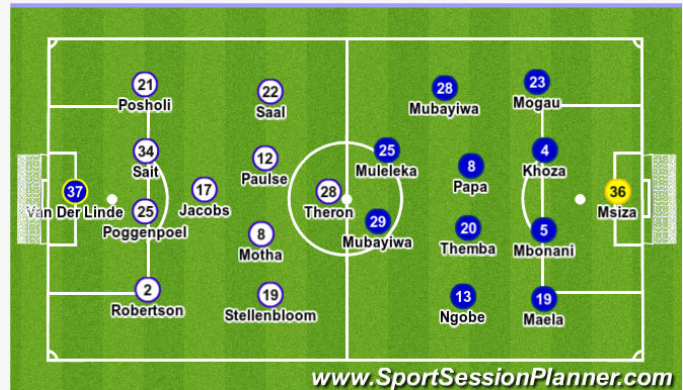 21
Posholi
22
Saal
28
Mubayiwa
23
Mogau
34
Sait
12
Paulse
25
Muleleka
4
Khoza
37
Van Der Linde
17
Jacobs
28
Theron
8
Papa
36
Msiza
25
Poggenpoel
8
Motha
29
Mubayiwa
20
Themba
5
Mbonani
2
Robertson
19
Stellenbloom
13
Ngobe
19
Maela
www.SportSessionPlanner.com